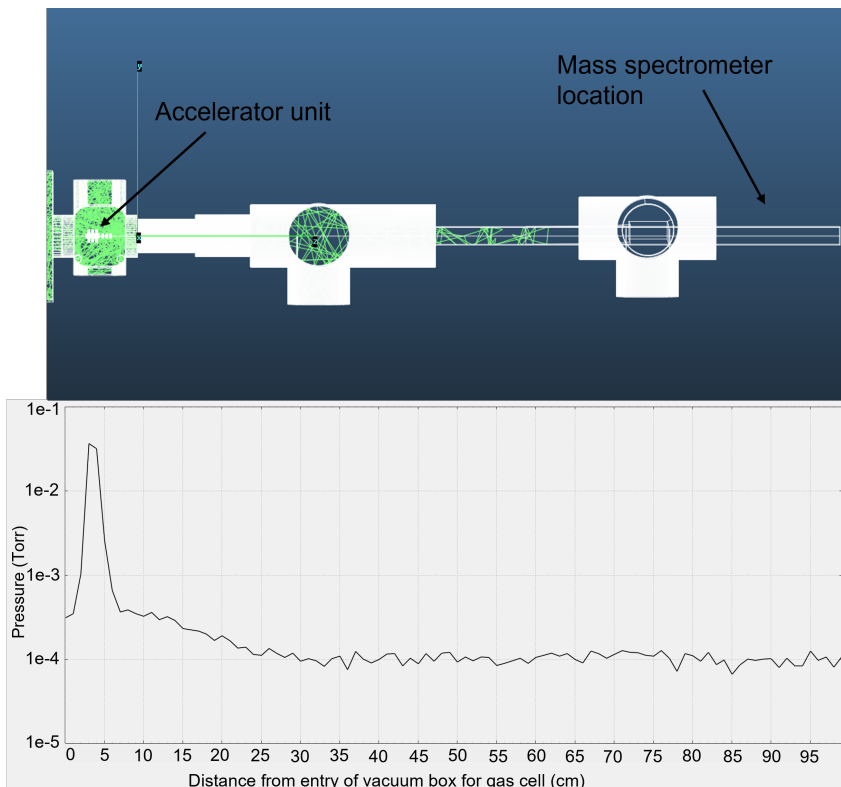 Mass spectrometer
location
Accelerator unit
y
1e-1
1e-2
1e-3
1e-4
1e-5
Pressure (Torr)
0 5 10 15 20 25 30 35 40 45 50 55 60 65 70 75 80 85 90 95
Distance from entry of vacuum box for gas cell (cm)